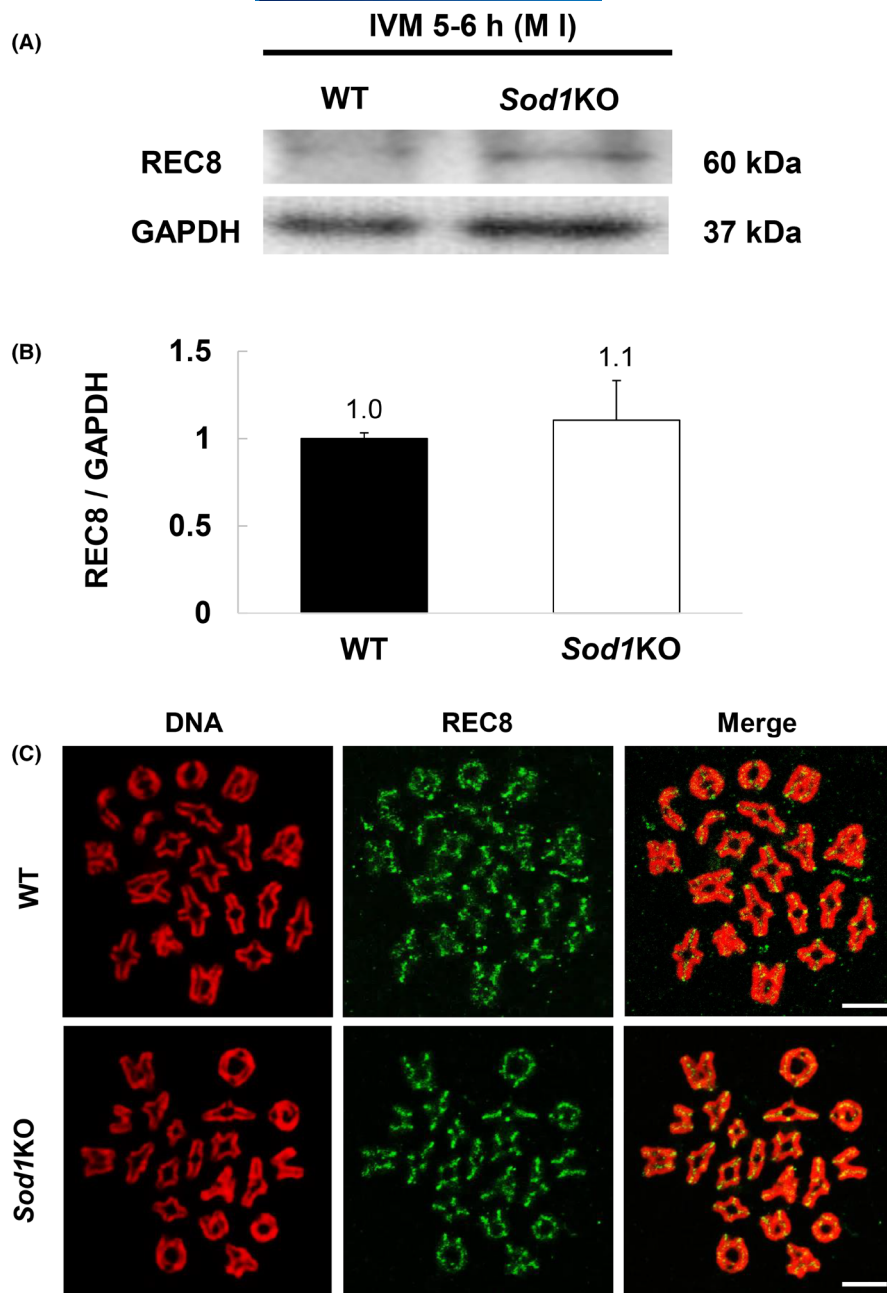 (A)
IVM 5-6 h (M I)
WT Sod1KO
REC8 60 kDa
GAPDH 37 kDa
(B)
REC8 / GAPDH
1.5
1
0.5
0
1.0
1.1
WT Sod1KO
(C)
DNA REC8 Merge
WT
Sod1KO